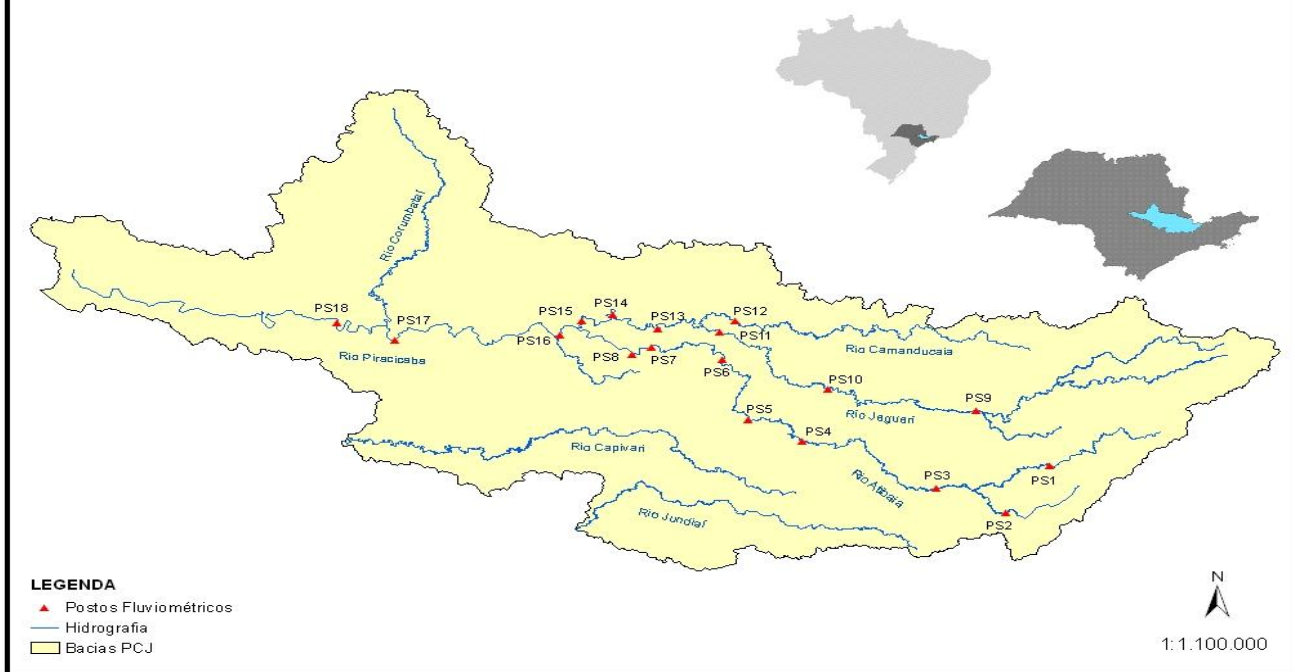 Rio Corumbataí
PS18
PS17
PS15
PS14
PS13
PS12
PS16
PS11
Rio Piracicaba
Rio Camanducaia
PS8
PS7
PS6
PS10
PS9
Rio Jaguari
PS5
PS4
Rio Capivari
Rio Atibaia
PS3
PS1
PS2
Rio Jundiaí
LEGENDA
Postos Fluviométricos
Hidrografia
Bacias PCJ
N
1:1.100.000